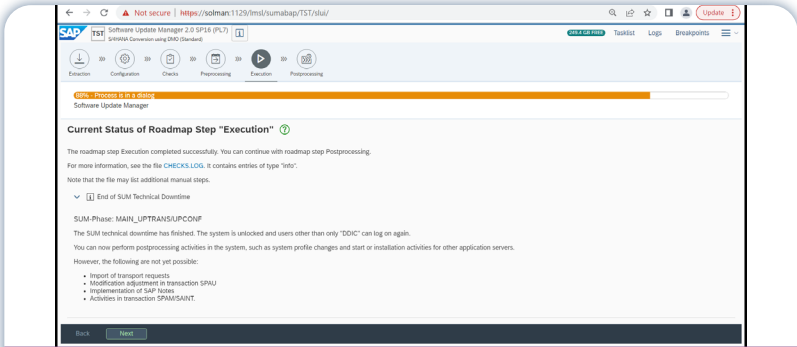 Not secure | https://solman:1129/lmsl/sumabap/TST/slui/
Update
SAP TST Software Update Manager 2.0 SP16 (PL7)
S/4HANA Conversion using DMO (Standard)
249.4 GB FREE Tasklist Logs Breakpoints
Extraction Configuration Checks Preprocessing Execution Postprocessing
88% - Process is in a dialog
Software Update Manager
Current Status of Roadmap Step "Execution"
The roadmap step Execution completed successfully. You can continue with roadmap step Postprocessing.
For more information, see the file CHECKS.LOG. It contains entries of type "info".
Note that the file may list additional manual steps.
End of SUM Technical Downtime
SUM-Phase: MAIN_UPTRANS/UPCONF
The SUM technical downtime has finished. The system is unlocked and users other than only "DDIC" can log on again.
You can now perform postprocessing activities in the system, such as system profile changes and start or installation activities for other application servers.
However, the following are not yet possible:
• Import of transport requests
• Modification adjustment in transaction SPAU
• Implementation of SAP Notes
• Activities in transaction SPAM/SAINT.
Back Next